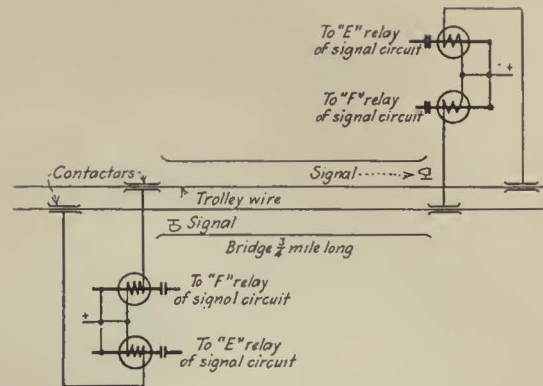 To "E" relay
of signal circuit
+
To "F" relay
of signal circuit
Contactors
Signal
Trolley wire
Signal
Bridge 3/4 mile long
To "F" relay
of signal circuit
+
To "E" relay
of signal circuit